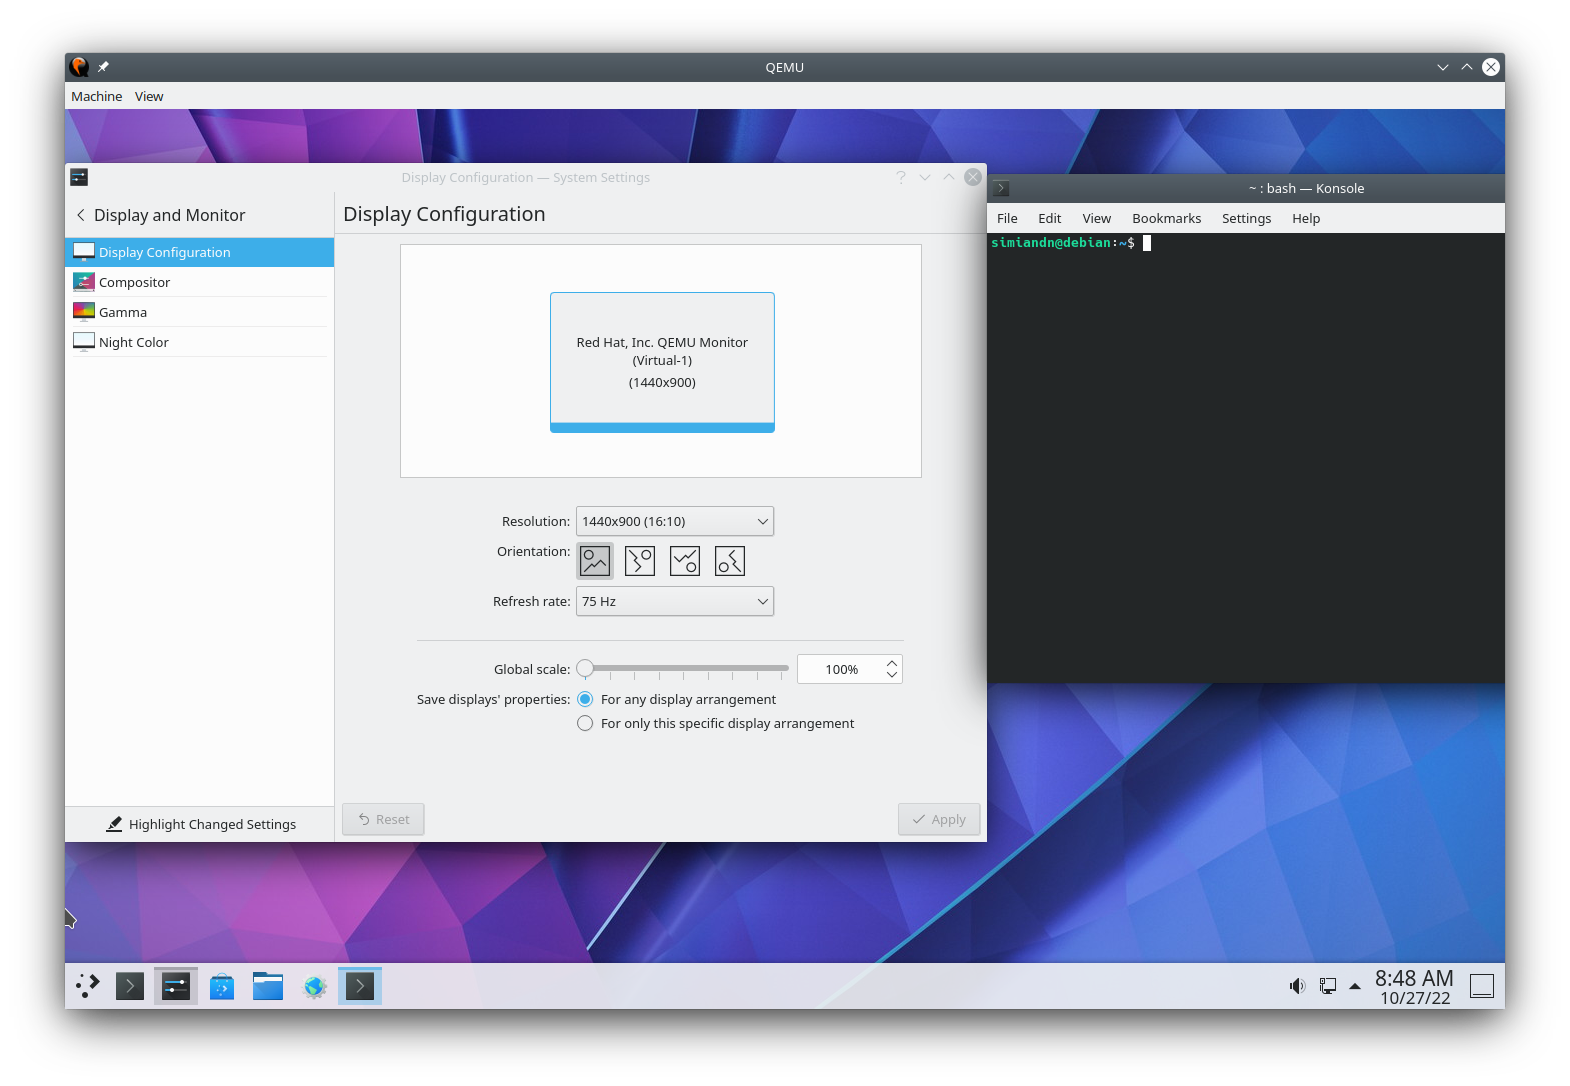 QEMU
Machine View
Display Configuration — System Settings
Display and Monitor
Display Configuration
Compositor
Gamma
Night Color
Highlight Changed Settings
Display Configuration
Red Hat, Inc. QEMU Monitor
(Virtual-1)
(1440x900)
Resolution: 1440x900 (16:10)
Orientation:
Refresh rate: 75 Hz
Global scale: 100%
Save displays' properties: For any display arrangement
For only this specific display arrangement
Reset Apply
~ : bash — Konsole
File Edit View Bookmarks Settings Help
simiandn@debian:~$
8:48 AM
10/27/22